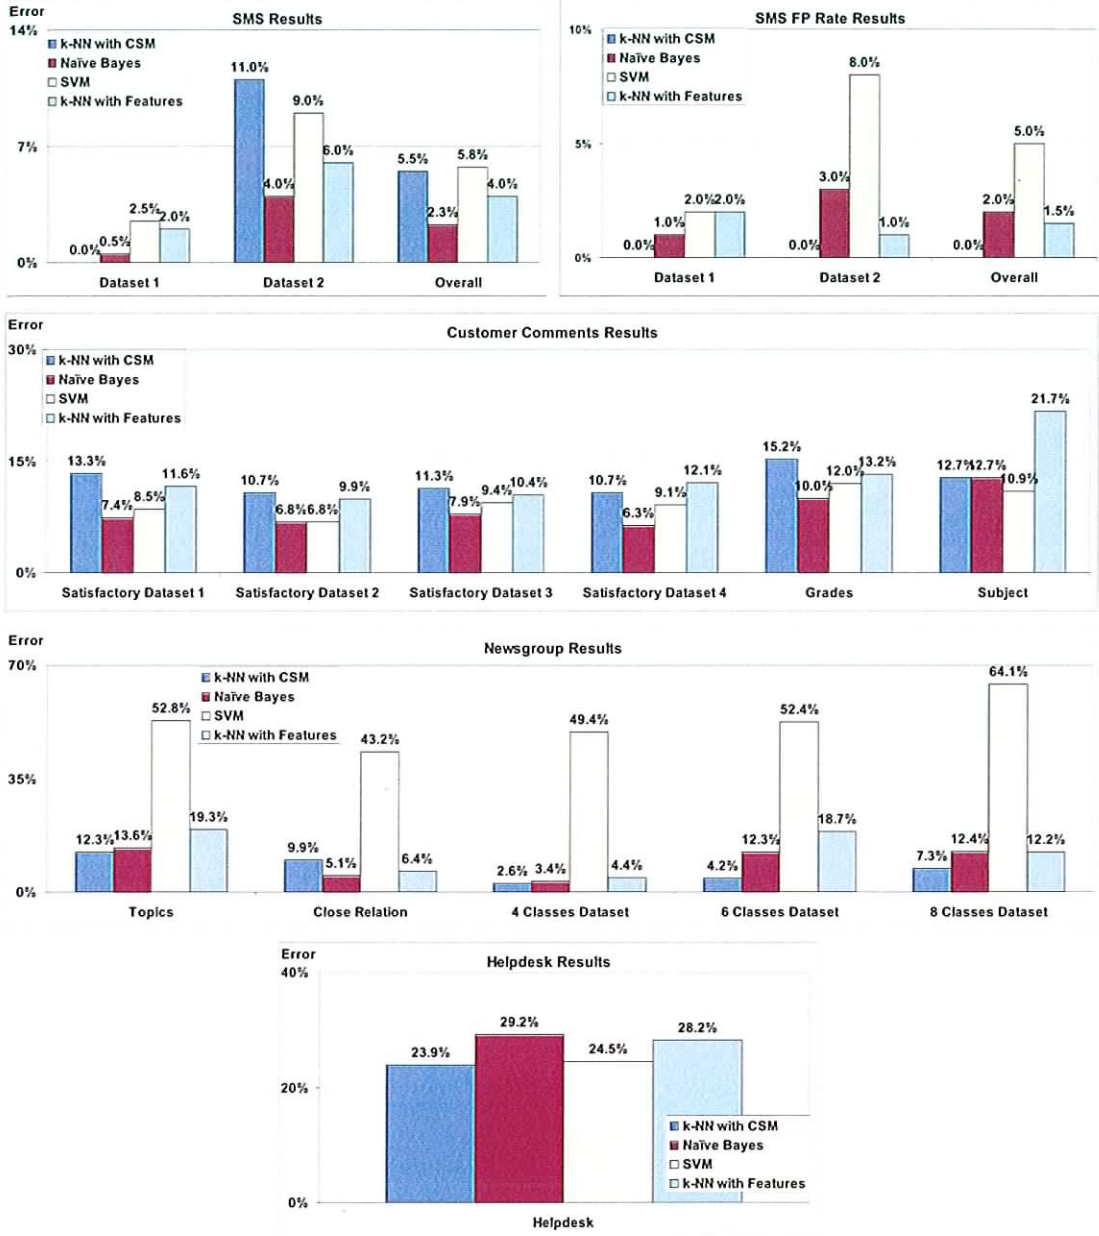 Error
SMS Results
14%
k-NN with CSM
Naïve Bayes
SVM
k-NN with Features
7%
0%
0.0% 0.5% 2.5% 2.0%
11.0% 4.0% 9.0% 6.0%
5.5% 2.3% 5.8% 4.0%
Dataset 1 Dataset 2 Overall
SMS FP Rate Results
10%
k-NN with CSM
Naïve Bayes
SVM
k-NN with Features
5%
0%
0.0% 1.0% 2.0% 2.0%
0.0% 3.0% 8.0% 1.0%
0.0% 2.0% 5.0% 1.5%
Dataset 1 Dataset 2 Overall
Error
Customer Comments Results
30%
k-NN with CSM
Naïve Bayes
SVM
k-NN with Features
15%
0%
13.3% 7.4% 8.5% 11.6%
10.7% 6.8% 6.8% 9.9%
11.3% 7.9% 9.4% 10.4%
10.7% 6.3% 9.1% 12.1%
15.2% 10.0% 12.0% 13.2%
12.7% 12.7% 10.9% 21.7%
Satisfactory Dataset 1 Satisfactory Dataset 2 Satisfactory Dataset 3 Satisfactory Dataset 4 Grades Subject
Error
Newsgroup Results
70%
k-NN with CSM
Naïve Bayes
SVM
k-NN with Features
35%
0%
12.3% 13.6% 52.8% 19.3%
9.9% 5.1% 43.2% 6.4%
2.6% 3.4% 49.4% 4.4%
4.2% 12.3% 52.4% 18.7%
7.3% 12.4% 64.1% 12.2%
Topics Close Relation 4 Classes Dataset 6 Classes Dataset 8 Classes Dataset
Error
Helpdesk Results
40%
20%
0%
23.9% 29.2% 24.5% 28.2%
k-NN with CSM
Naïve Bayes
SVM
k-NN with Features
Helpdesk